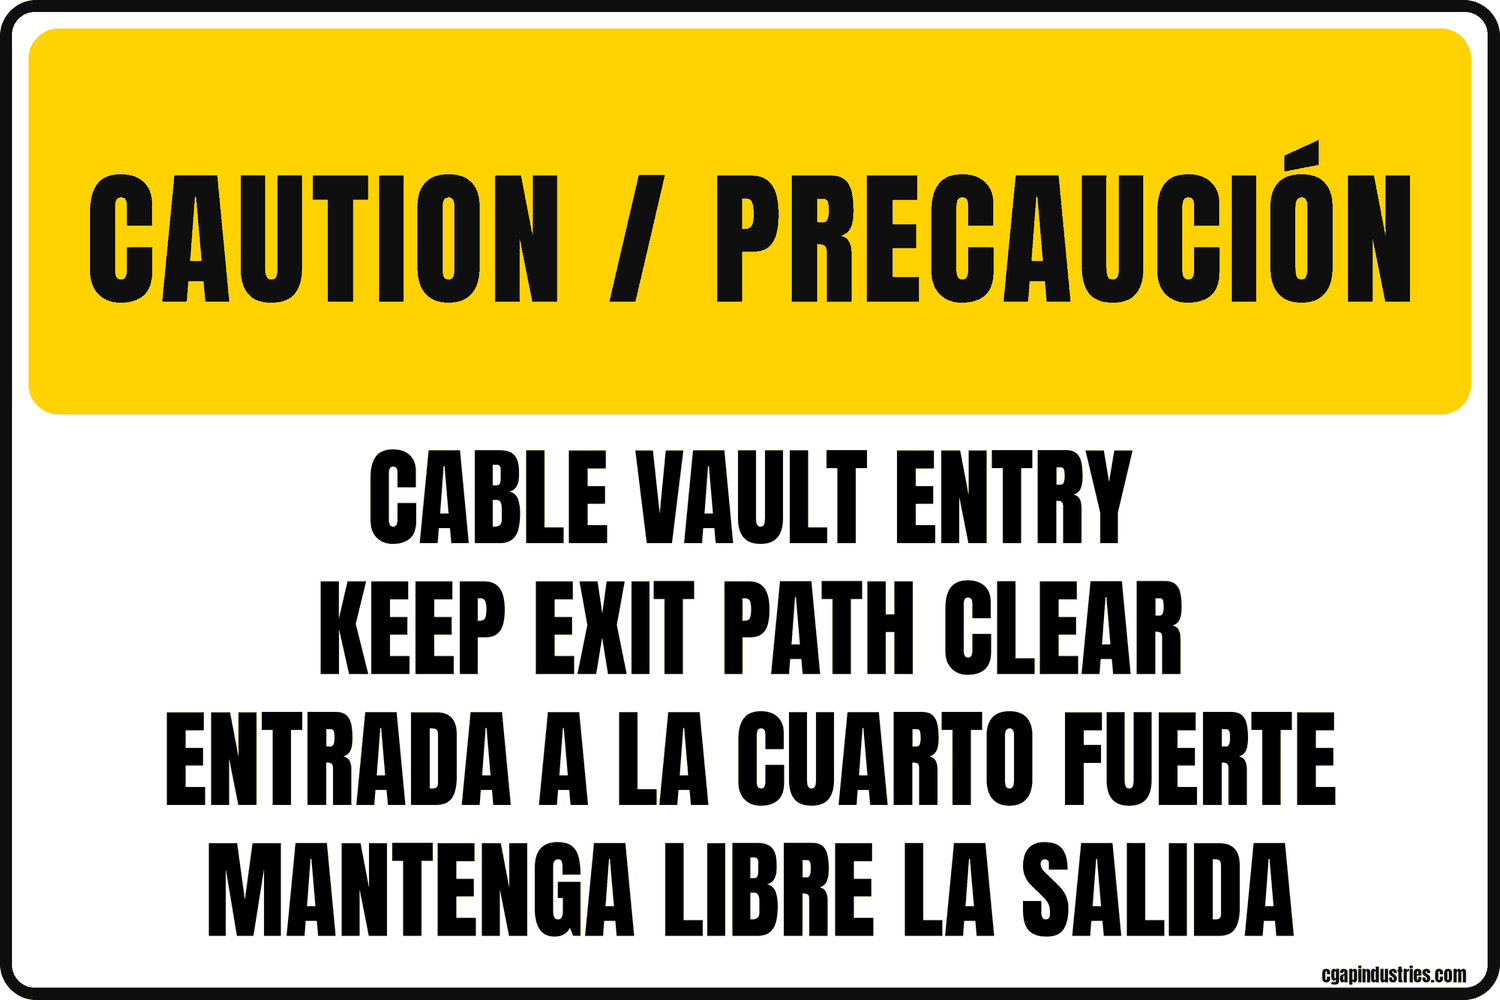 CAUTION / PRECAUCIÓN
CABLE VAULT ENTRY
KEEP EXIT PATH CLEAR
ENTRADA A LA CUARTO FUERTE
MANTENGA LIBRE LA SALIDA
cgapindustries.com